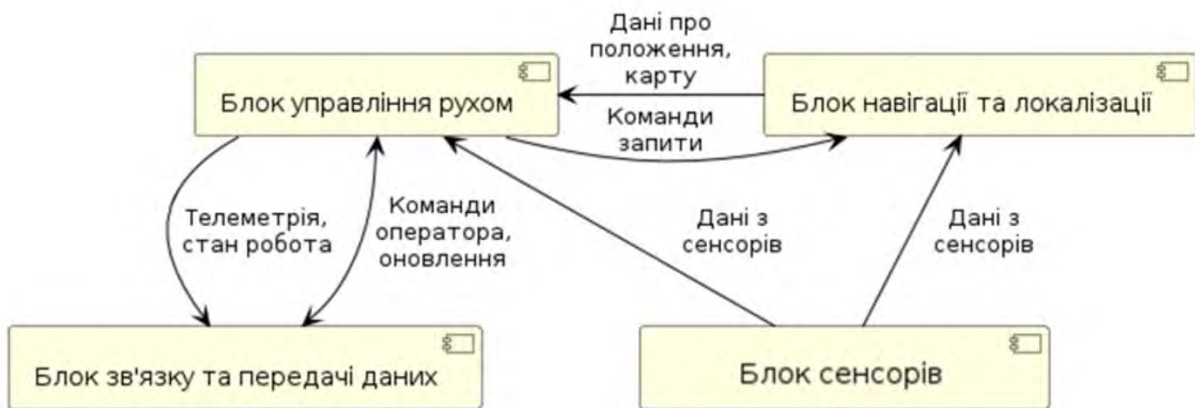 Дані про
положення,
карту
Блок управління рухом
Блок навігації та локалізації
Команди
запити
Телеметрія,
стан робота
Команди
оператора,
оновлення
Дані з
сенсорів
Дані з
сенсорів
Блок зв'язку та передачі даних
Блок сенсорів